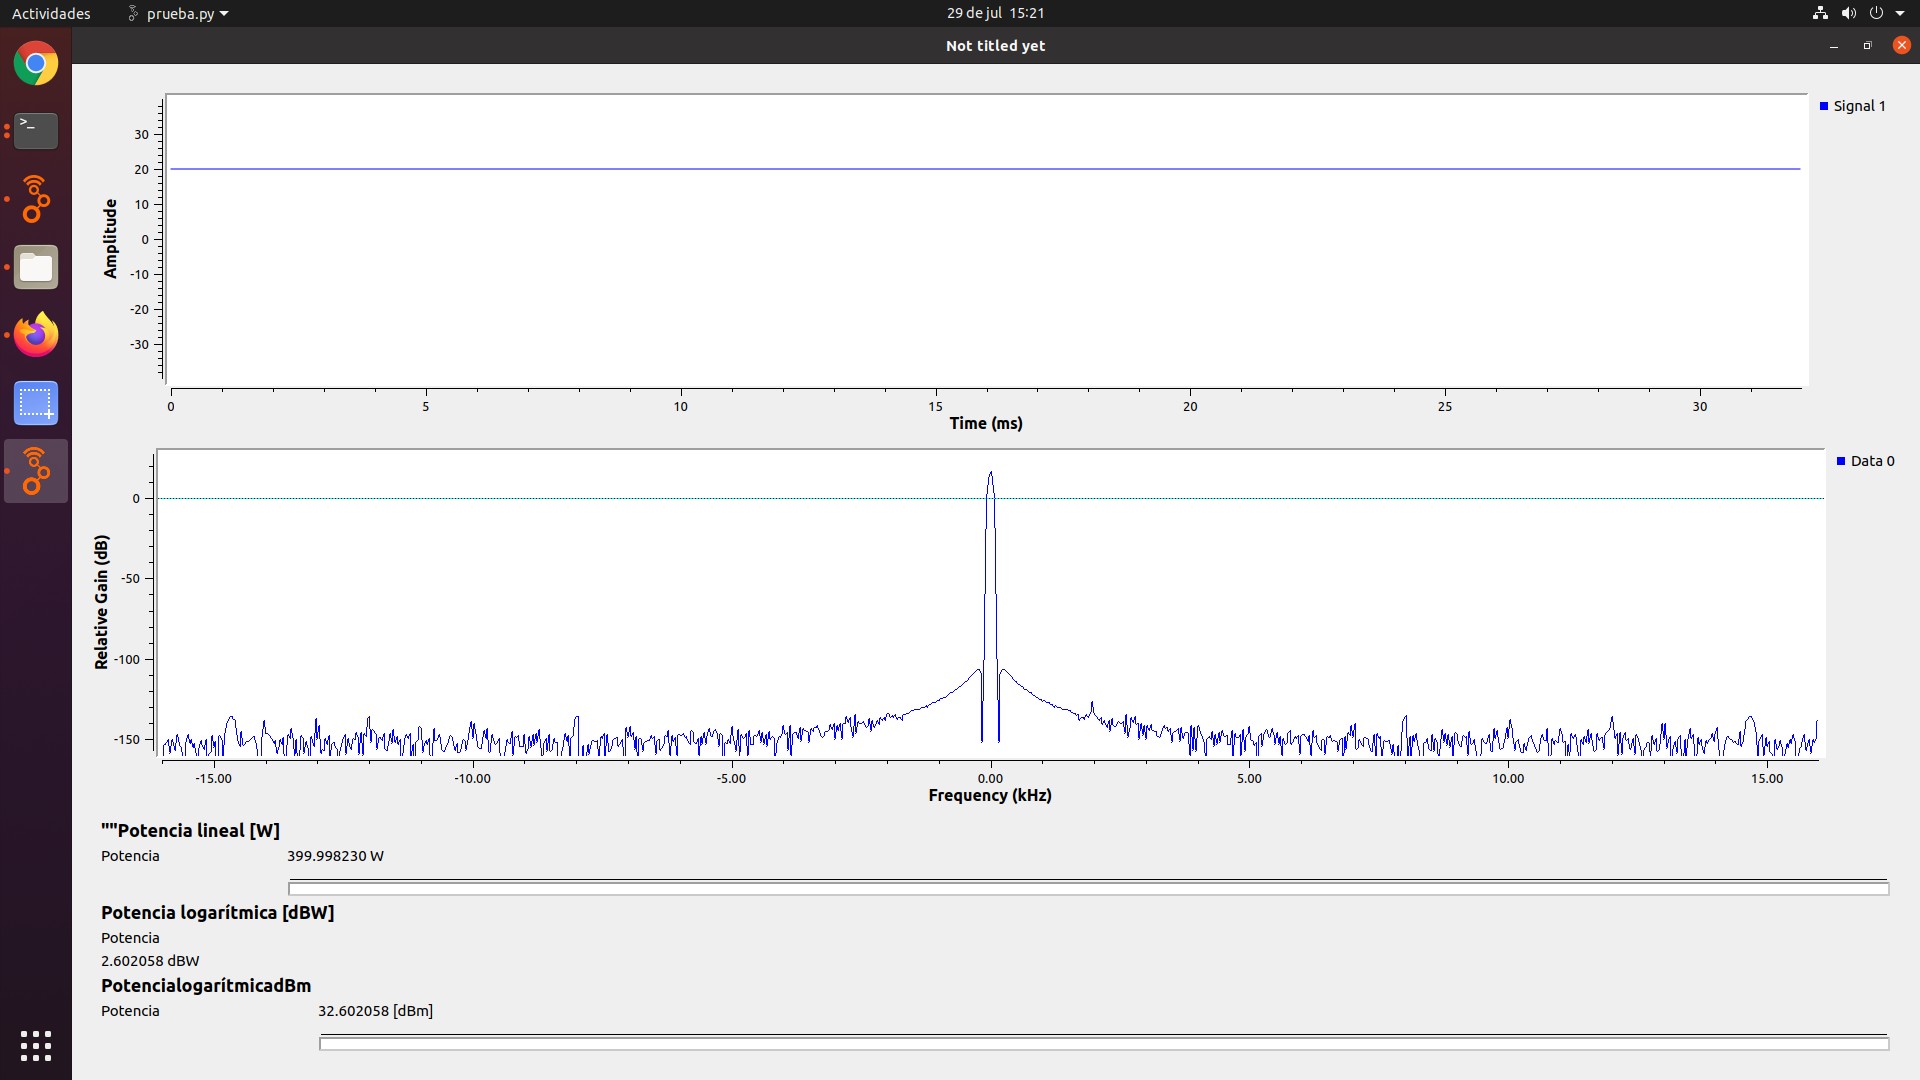 Actividades
prueba.py
29 de jul 15:21
Not titled yet
Signal 1
Amplitude
30
20
10
0
-10
-20
-30
0 5 10 15 20 25 30
Time (ms)
Data 0
Relative Gain (dB)
0
-50
-100
-150
-15.00 -10.00 -5.00 0.00 5.00 10.00 15.00
Frequency (kHz)
""Potencia lineal [W]
Potencia 399.998230 W
Potencia logarítmica [dBW]
Potencia
2.602058 dBW
PotencialogarítmicadBm
Potencia 32.602058 [dBm]